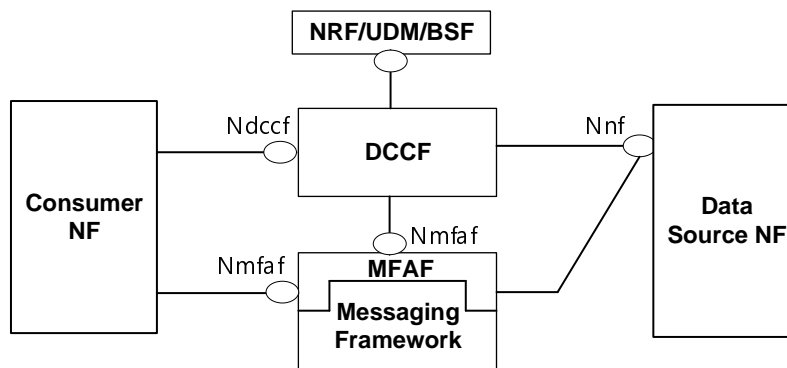 NRF/UDM/BSF
Ndccf
Nnf
DCCF
Consumer
NF
Data
Source NF
Nmfaf
Nmfaf
MFAF
Messaging
Framework